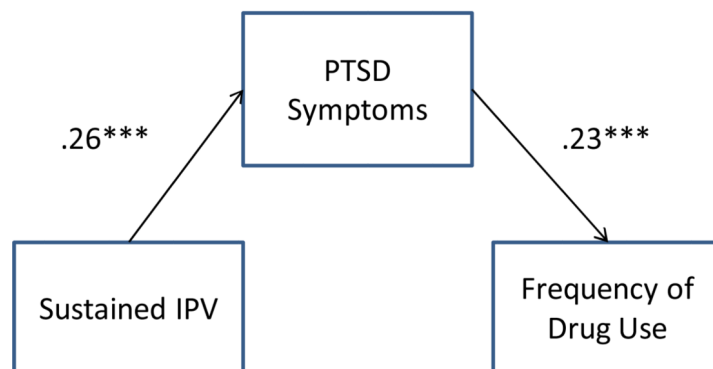 PTSD
Symptoms
.26***
.23***
Sustained IPV
Frequency of
Drug Use